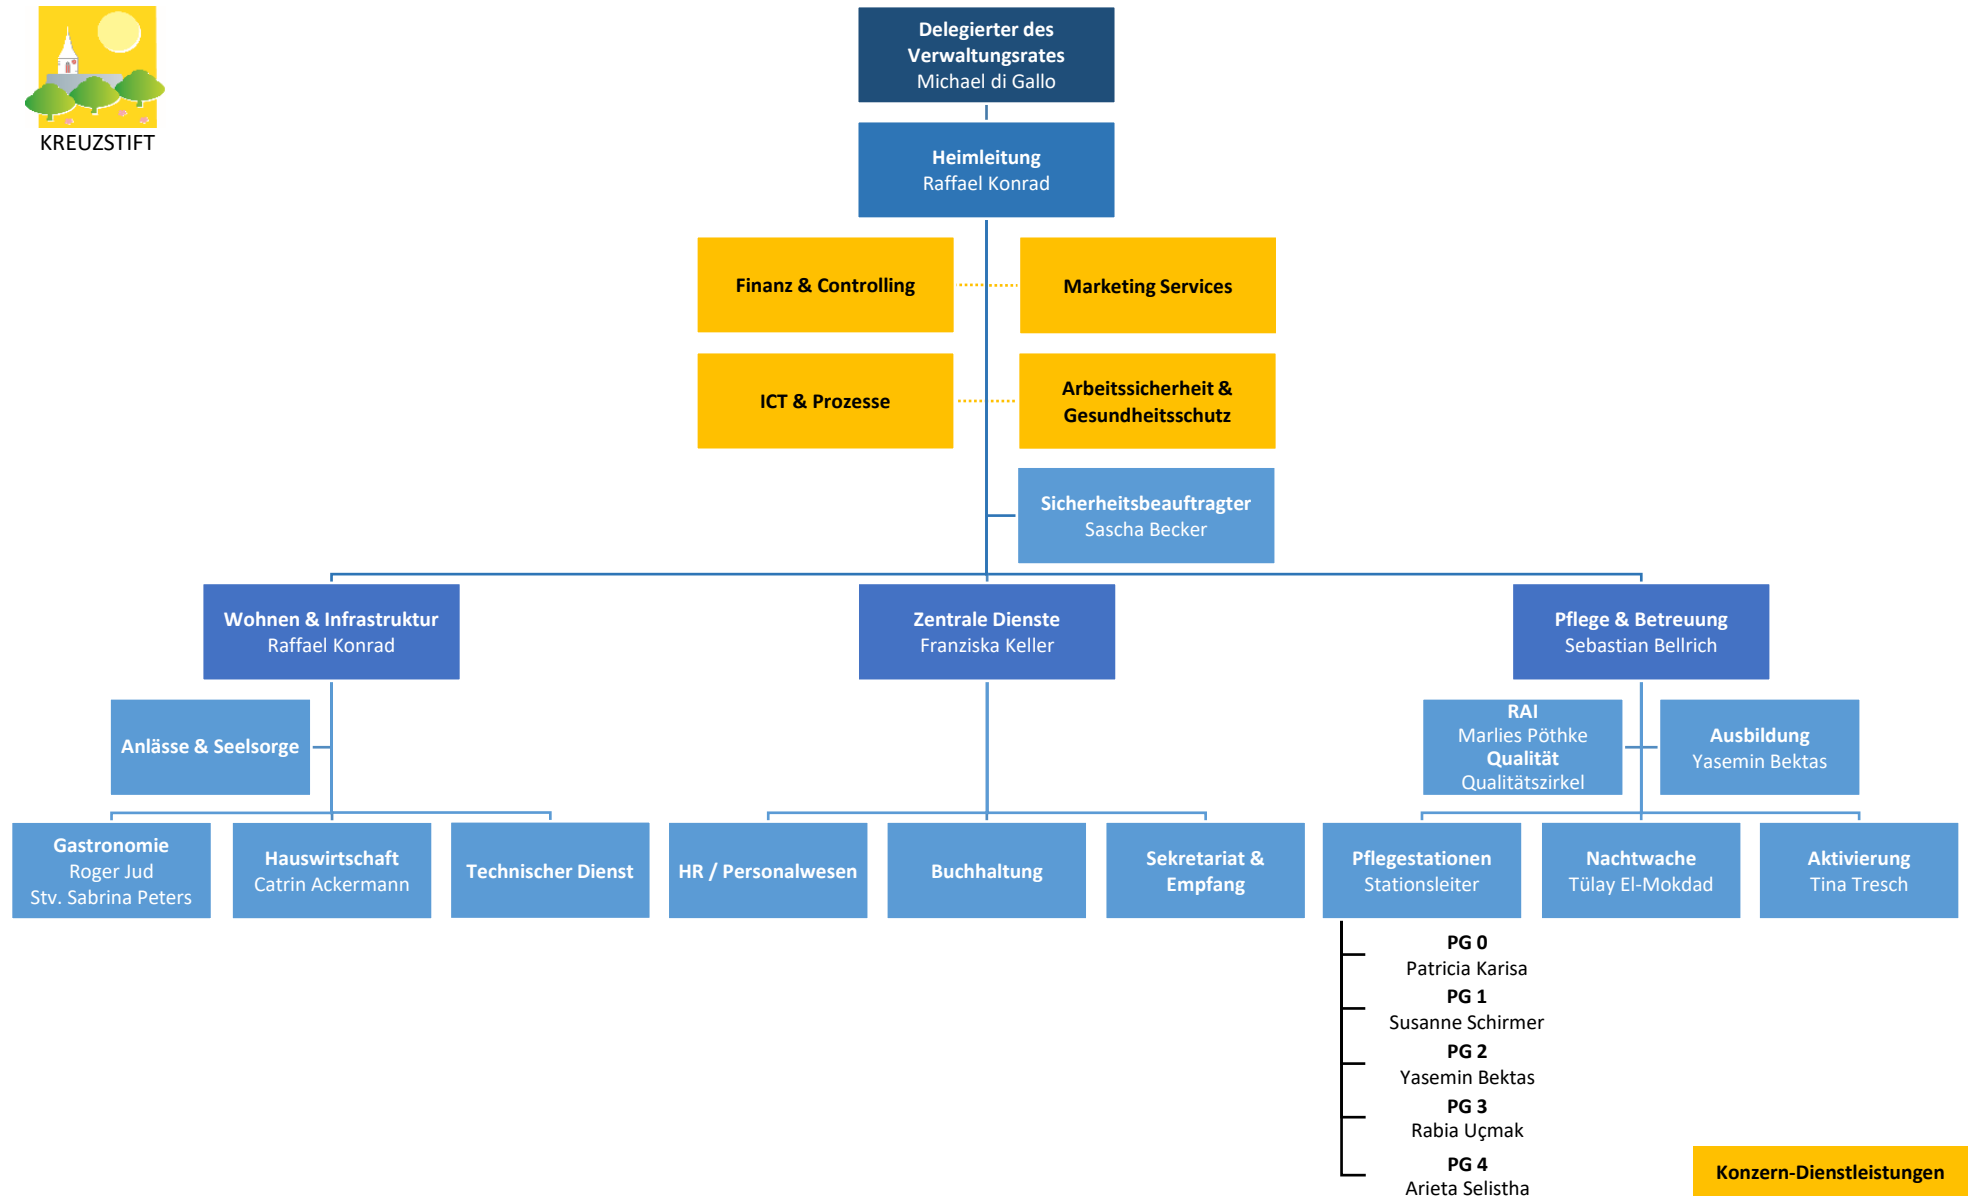 KREUZSTIFT
Delegierter des
Verwaltungsrates
Michael di Gallo
Heimleitung
Raffael Konrad
Finanz & Controlling
Marketing Services
ICT & Prozesse
Arbeitssicherheit &
Gesundheitsschutz
Sicherheitsbeauftragter
Sascha Becker
Wohnen & Infrastruktur
Raffael Konrad
Zentrale Dienste
Franziska Keller
Pflege & Betreuung
Sebastian Bellrich
Anlässe & Seelsorge
RAI
Marlies Pöthke
Qualität
Qualitätszirkel
Ausbildung
Yasemin Bektas
Gastronomie
Roger Jud
Stv. Sabrina Peters
Hauswirtschaft
Catrin Ackermann
Technischer Dienst
HR / Personalwesen
Buchhaltung
Sekretariat &
Empfang
Pflegestationen
Stationsleiter
Nachtwache
Tülay El-Mokdad
Aktivierung
Tina Tresch
PG 0
Patricia Karisa
PG 1
Susanne Schirmer
PG 2
Yasemin Bektas
PG 3
Rabia Uçmak
PG 4
Arieta Selistha
Konzern-Dienstleistungen